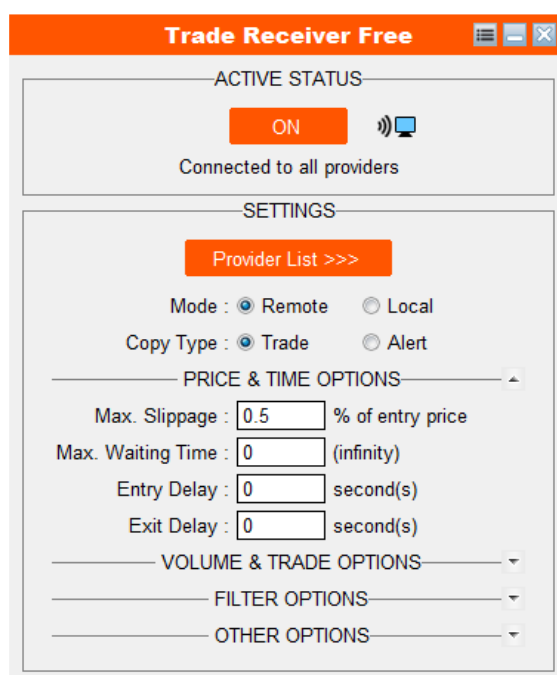 Trade Receiver Free
ACTIVE STATUS
ON
Connected to all providers
SETTINGS
Provider List >>>
Mode : Remote Local
Copy Type : Trade Alert
PRICE & TIME OPTIONS
Max. Slippage : 0.5 % of entry price
Max. Waiting Time : 0 (infinity)
Entry Delay : 0 second(s)
Exit Delay : 0 second(s)
VOLUME & TRADE OPTIONS
FILTER OPTIONS
OTHER OPTIONS